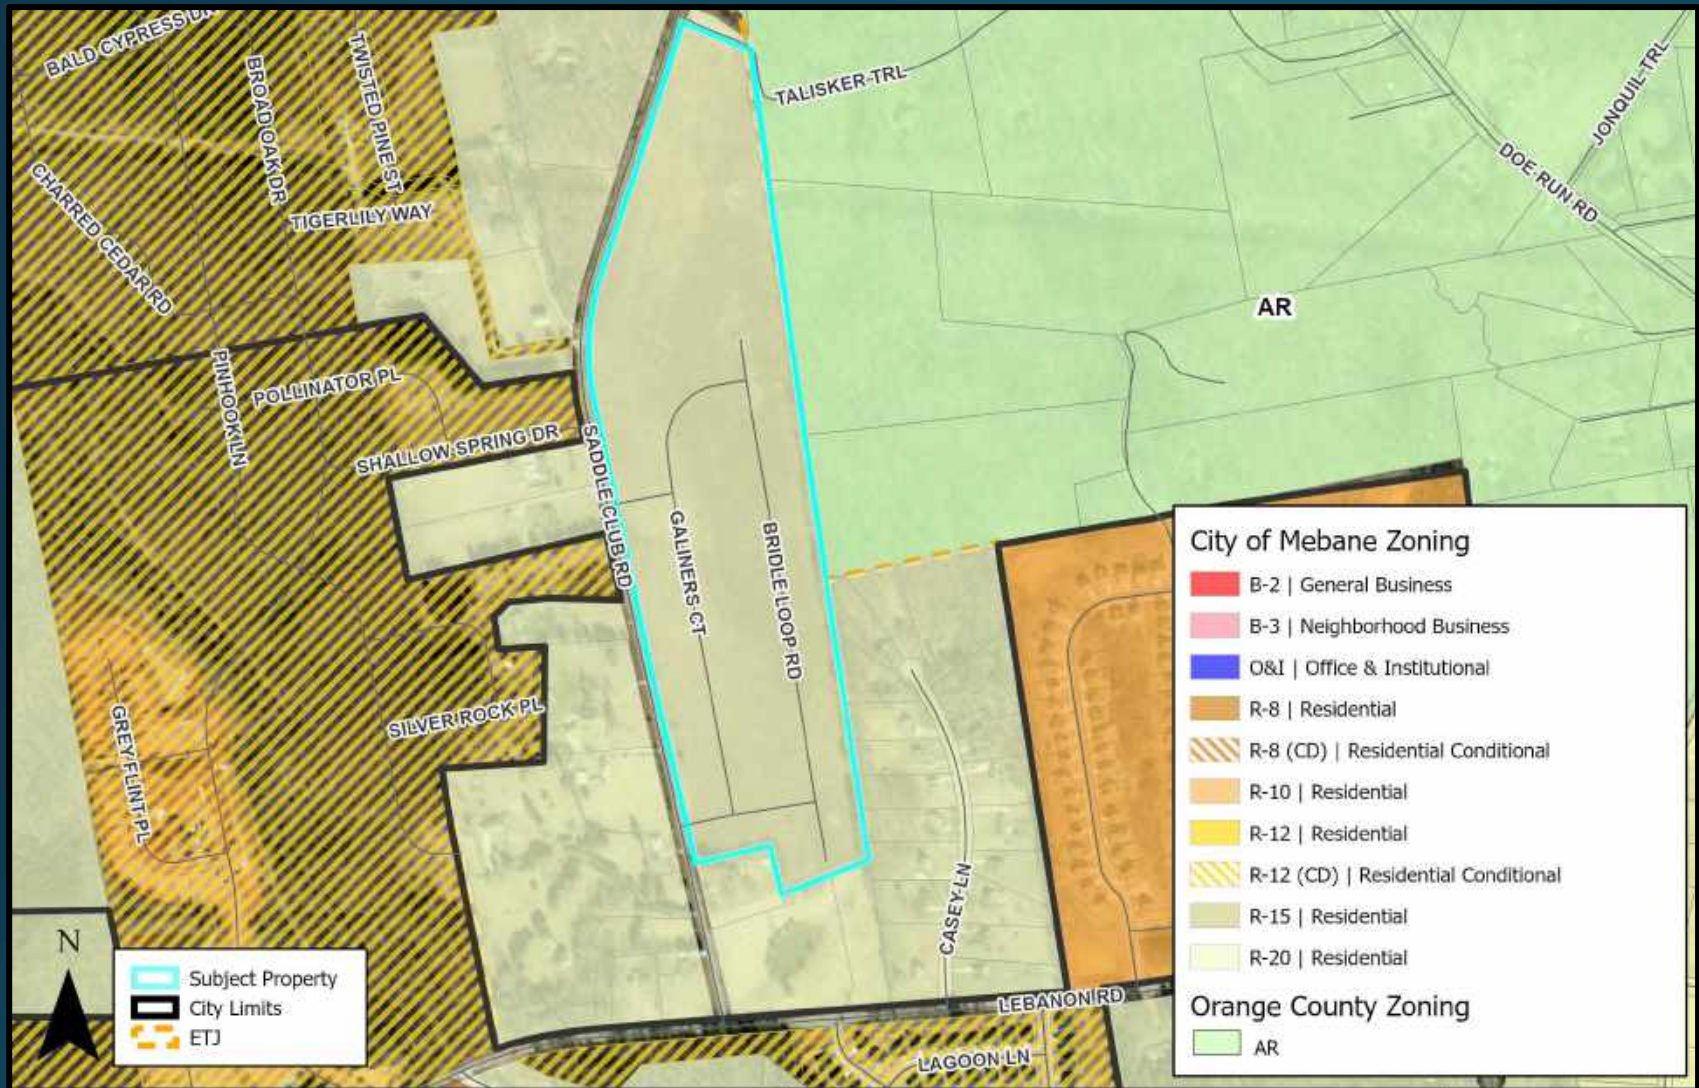 BALD CYPRESS DR
TWISTED PINE ST
BROAD OAK DR
TALISKER TRL
JONQUIL TRL
DOE RUN RD
CHARRED CEDAR RD
TIGERLILY WAY
AR
PINHOOK LN
POLLINATOR PL
SHALLOW SPRING DR
SADDLE CLUB RD
GALINERS CT
BRIDLE LOOP RD
SILVER ROCK PL
GREY FLINT PL
CASEY LN
LEBANON RD
LAGOON LN
N
Subject Property
City Limits
ETJ
City of Mebane Zoning
B-2 | General Business
B-3 | Neighborhood Business
O&I | Office & Institutional
R-8 | Residential
R-8 (CD) | Residential Conditional
R-10 | Residential
R-12 | Residential
R-12 (CD) | Residential Conditional
R-15 | Residential
R-20 | Residential
Orange County Zoning
AR